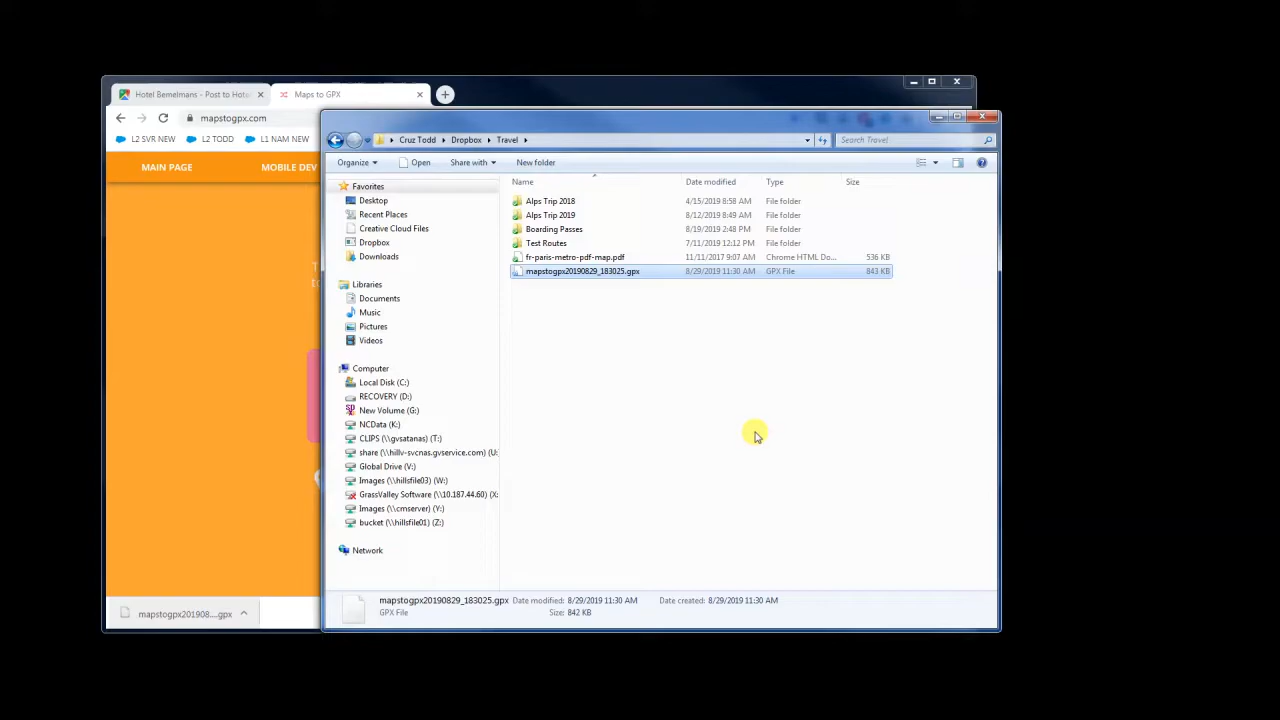 Hotel Bemelmans - Post to Hote
Maps to GPX
mapstogpx.com
L2 SVR NEW
L2 TODD
L1 NAM NEW
MAIN PAGE
MOBILE DEV
Cruz Todd
Dropbox
Travel
Search Travel
Organize
Open
Share with
New folder
Name
Date modified
Type
Size
Favorites
Desktop
Recent Places
Creative Cloud Files
Dropbox
Downloads
Libraries
Documents
Music
Pictures
Videos
Computer
Local Disk (C:)
RECOVERY (D:)
New Volume (G:)
NCData (K:)
CLIPS (\\gvsatanas) (T:)
share (\\hillv-svcnas.gvservice.com) (U:
Global Drive (V:)
Images (\\hillsfile03) (W:)
GrassValley Software (\\10.187.44.60) (X:
Images (\\cmserver) (Y:)
bucket (\\hillsfile01) (Z:)
Network
Alps Trip 2018 4/15/2019 8:58 AM File folder
Alps Trip 2019 8/12/2019 8:49 AM File folder
Boarding Passes 8/19/2019 2:48 PM File folder
Test Routes 7/11/2019 12:12 PM File folder
fr-paris-metro-pdf-map.pdf 11/11/2017 9:07 AM Chrome HTML Do... 536 KB
mapstogpx20190829_183025.gpx 8/29/2019 11:30 AM GPX File 843 KB
mapstogpx20190829_183025.gpx Date modified: 8/29/2019 11:30 AM Date created: 8/29/2019 11:30 AM
GPX File Size: 842 KB
mapstogpx201908....gpx